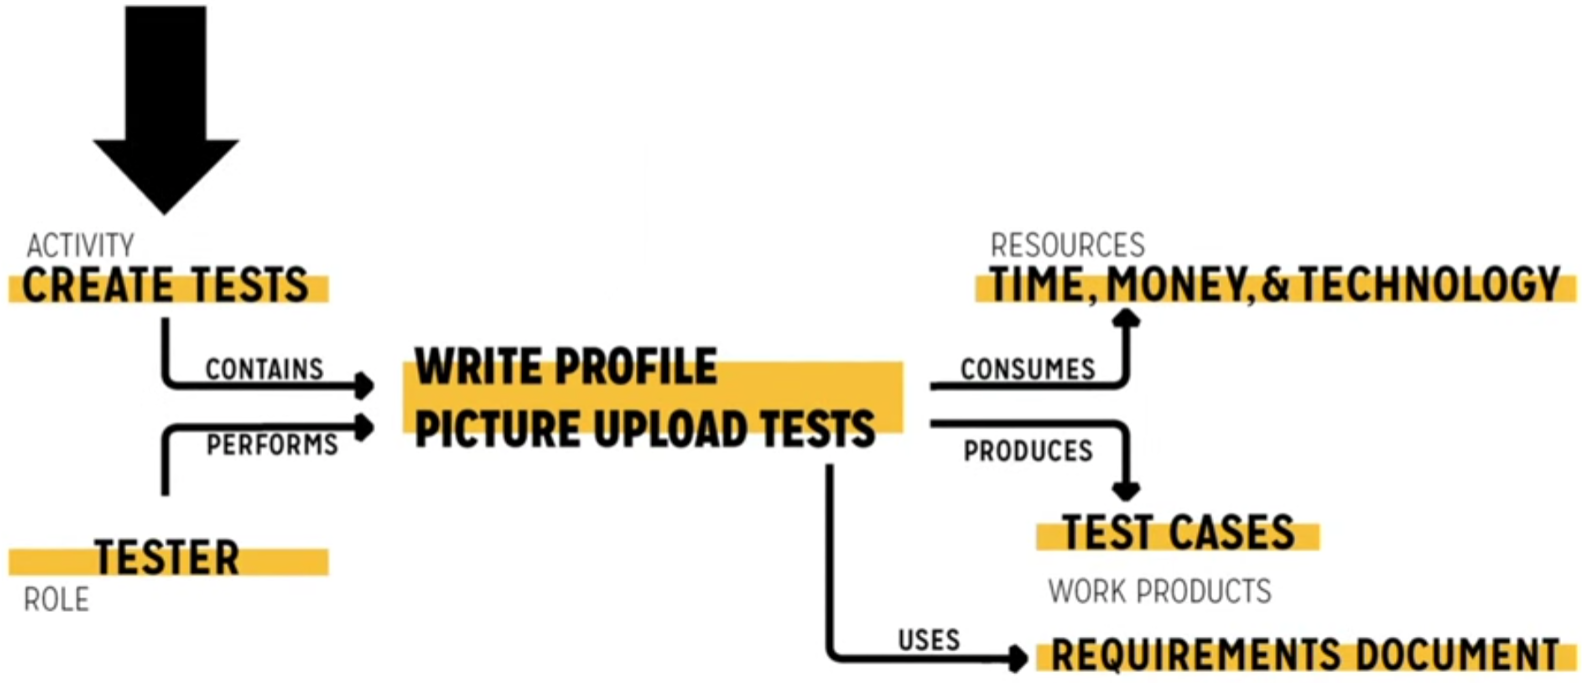 ACTIVITY
CREATE TESTS
CONTAINS
PERFORMS
TESTER
ROLE
WRITE PROFILE
PICTURE UPLOAD TESTS
RESOURCES
TIME, MONEY, & TECHNOLOGY
CONSUMES
PRODUCES
TEST CASES
WORK PRODUCTS
USES
REQUIREMENTS DOCUMENT